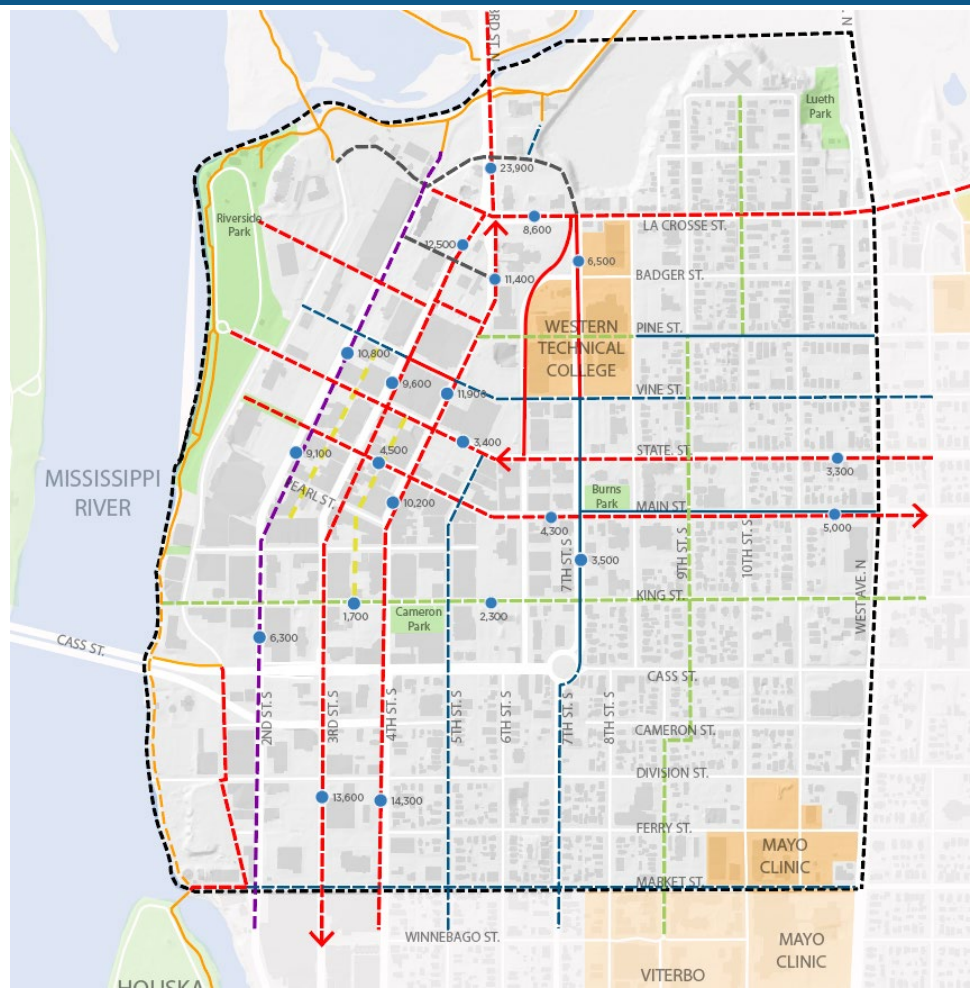 3RD ST. N
N
Lueth
Park
23,900
Riverside
Park
8,600
LA CROSSE ST.
12,500
6,500
11,400
BADGER ST.
WESTERN
TECHNICAL
COLLEGE
PINE ST.
10,800
9,600
11,900
VINE ST.
3,400
9,100
4,500
STATE. ST.
3,300
MISSISSIPPI
RIVER
EARL ST.
10,200
Burns
Park
MAIN ST.
4,300
5,000
7TH ST. S
3,500
9TH ST. S
10TH ST. S
WEST AVE. N
KING ST.
1,700
Cameron
Park
2,300
CASS ST.
6,300
CASS ST.
2ND ST. S
3RD ST. S
4TH ST. S
5TH ST. S
6TH ST. S
7TH ST. S
8TH ST. S
CAMERON ST.
DIVISION ST.
13,600
14,300
FERRY ST.
MAYO
CLINIC
MARKET ST.
WINNEBAGO ST.
MAYO
CLINIC
VITERBO
HOUSKA